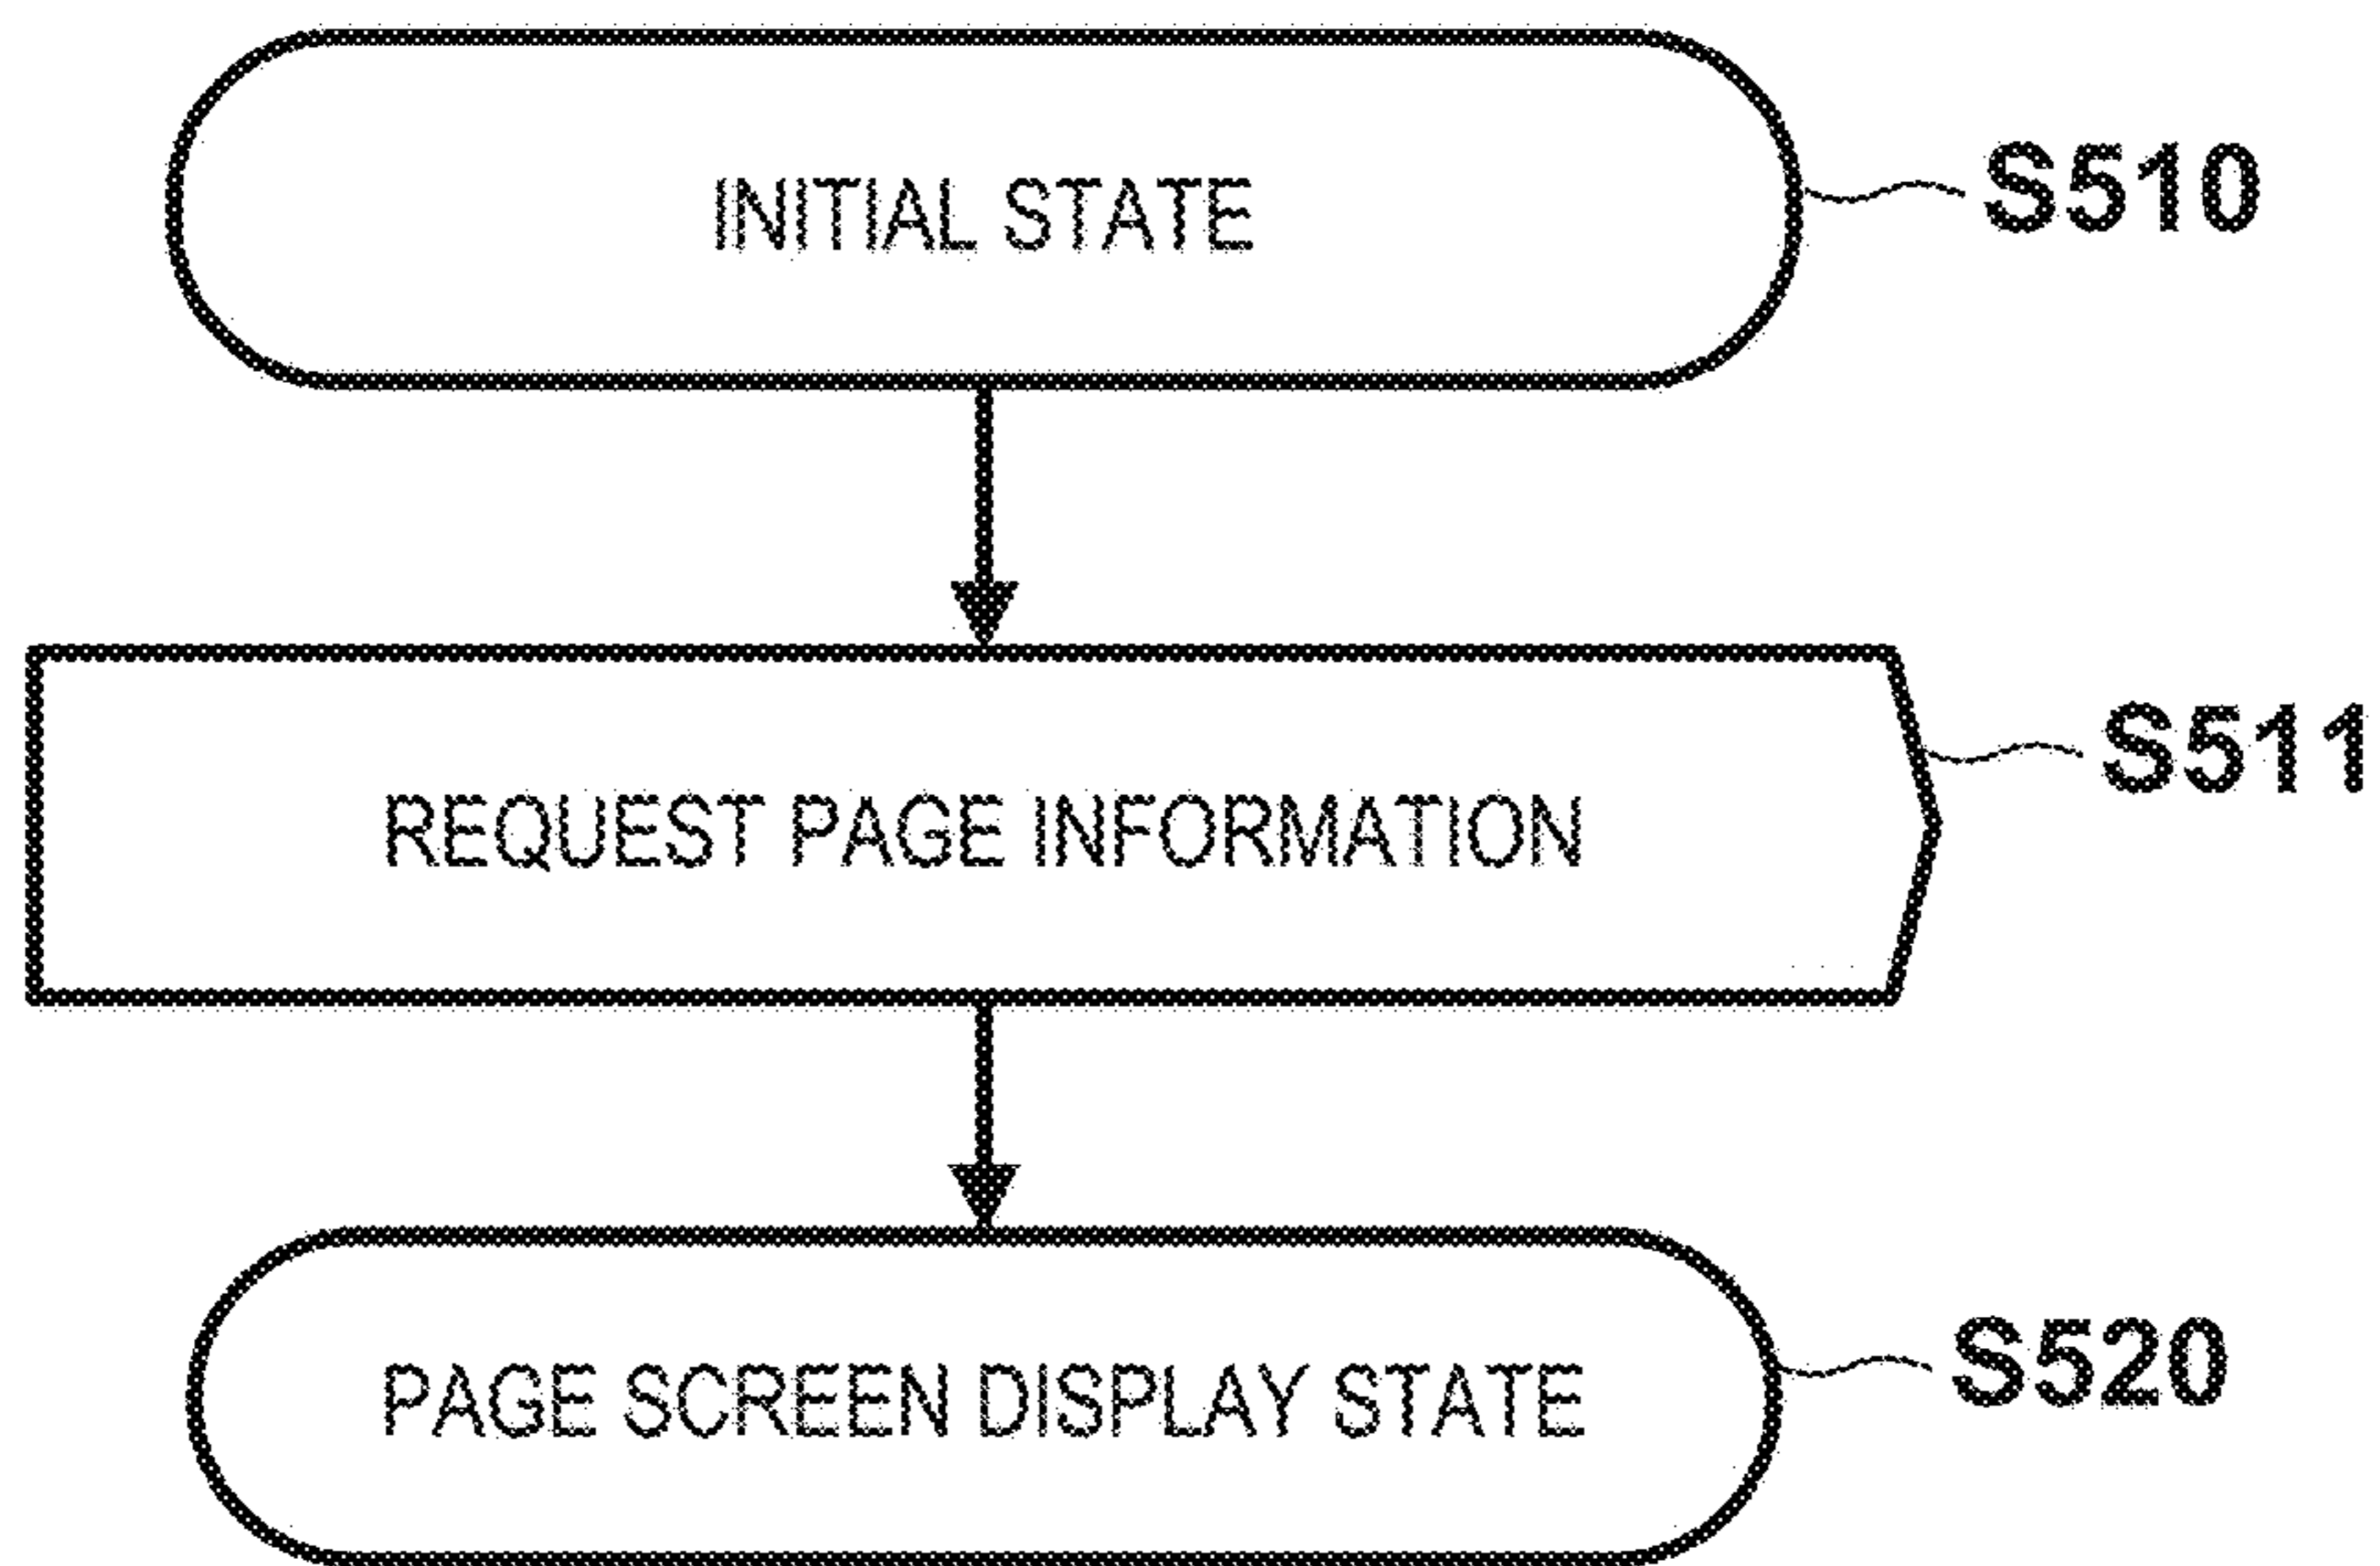 INITIAL STATE
S510
REQUEST PAGE INFORMATION
S511
PAGE SCREEN DISPLAY STATE
S520